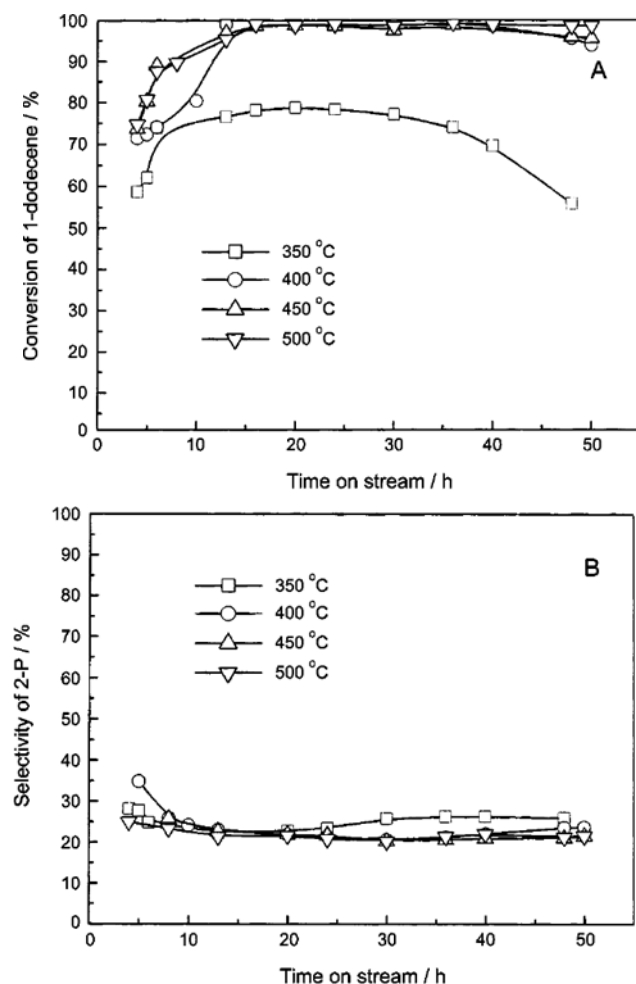 100
90
80
70
60
50
40
30
20
10
0
Conversion of 1-dodecene / %
A
350 °C
400 °C
450 °C
500 °C
0 10 20 30 40 50
Time on stream / h
100
90
80
70
60
50
40
30
20
10
0
Selectivity of 2-P / %
B
350 °C
400 °C
450 °C
500 °C
0 10 20 30 40 50
Time on stream / h